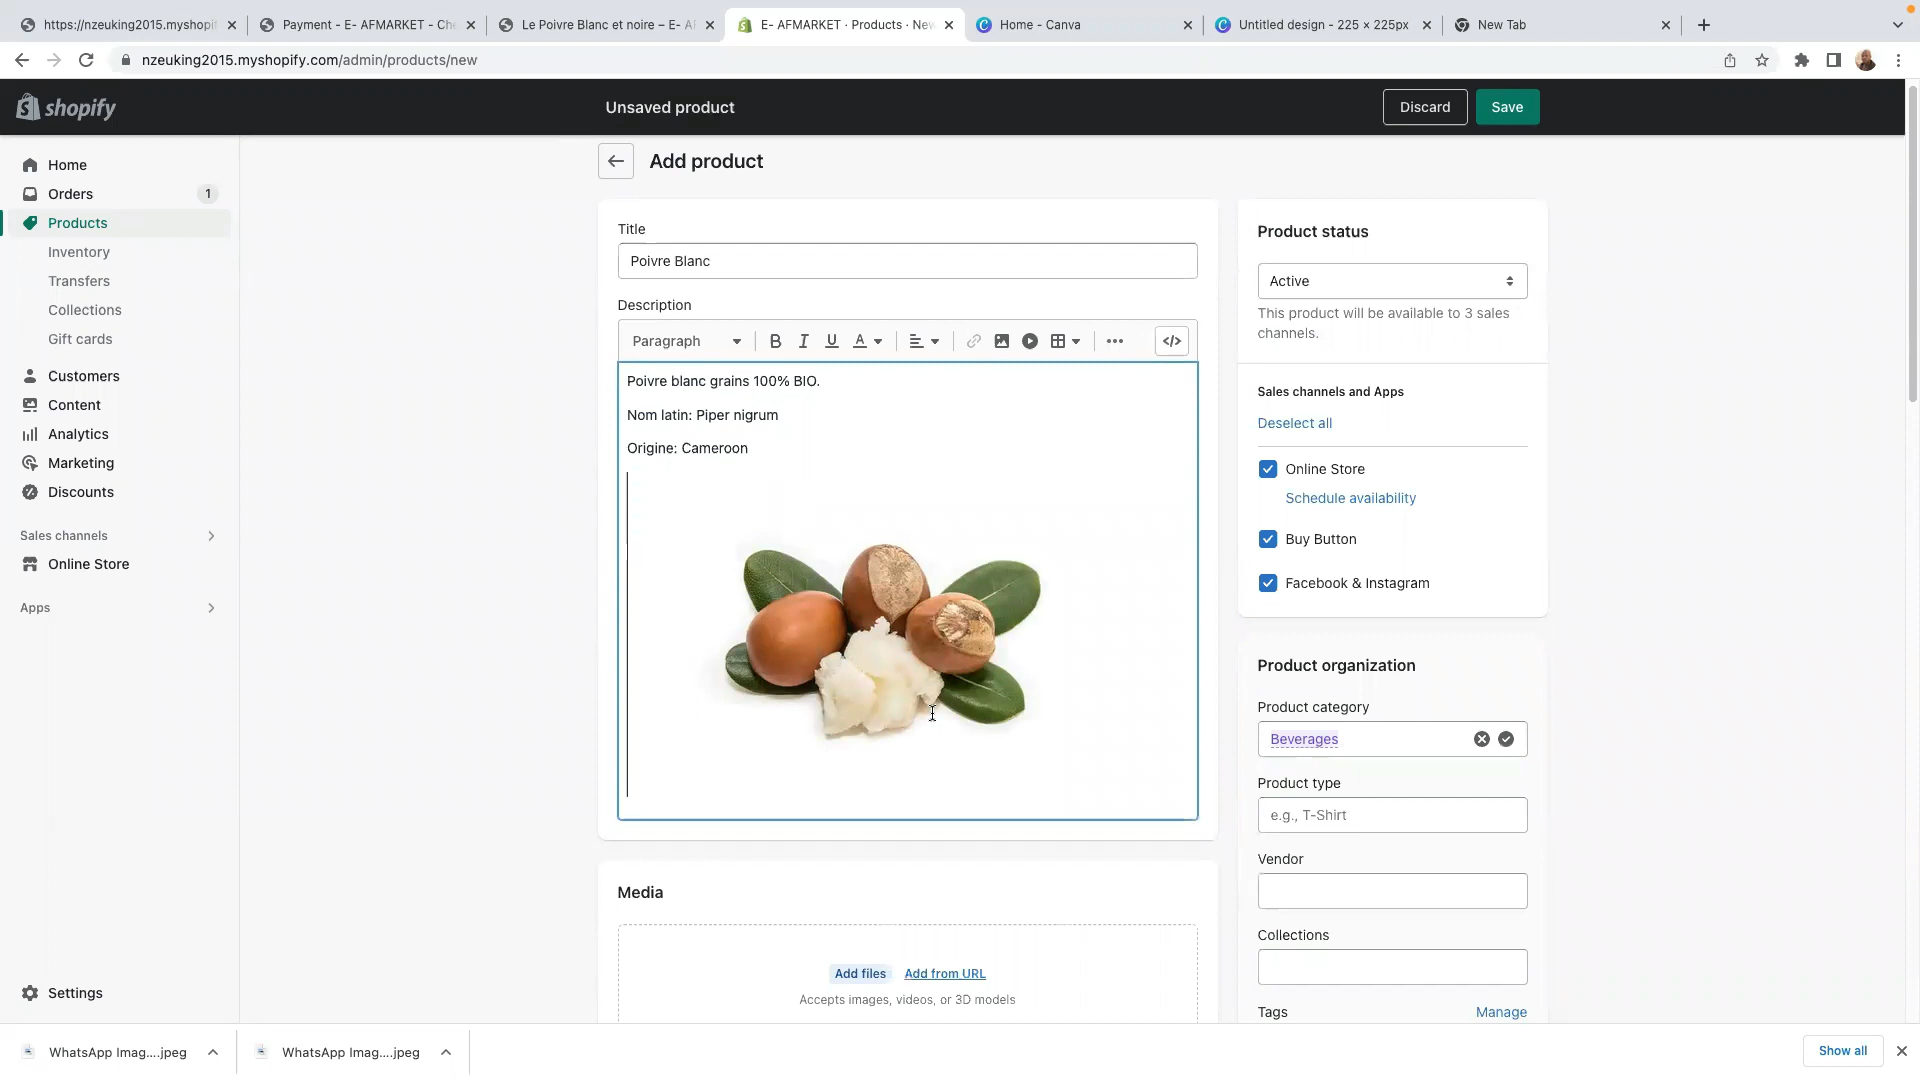 https://nzeuking2015.myshopif
Payment - E- AFMARKET - Che
Le Poivre Blanc et noire – E- AF
E- AFMARKET · Products · New
Home - Canva
Untitled design - 225 × 225px
New Tab
nzeuking2015.myshopify.com/admin/products/new
shopify
Unsaved product
Discard
Save
Home
Orders
1
Products
Inventory
Transfers
Collections
Gift cards
Customers
Content
Analytics
Marketing
Discounts
Sales channels
Online Store
Apps
Settings
Add product
Title
Poivre Blanc
Description
Paragraph
B I U A
</>
Poivre blanc grains 100% BIO.
Nom latin: Piper nigrum
Origine: Cameroon
Media
Add files
Add from URL
Accepts images, videos, or 3D models
Product status
Active
This product will be available to 3 sales
channels.
Sales channels and Apps
Deselect all
Online Store
Schedule availability
Buy Button
Facebook & Instagram
Product organization
Product category
Beverages
Product type
e.g., T-Shirt
Vendor
Collections
Tags
Manage
WhatsApp Imag....jpeg
WhatsApp Imag....jpeg
Show all